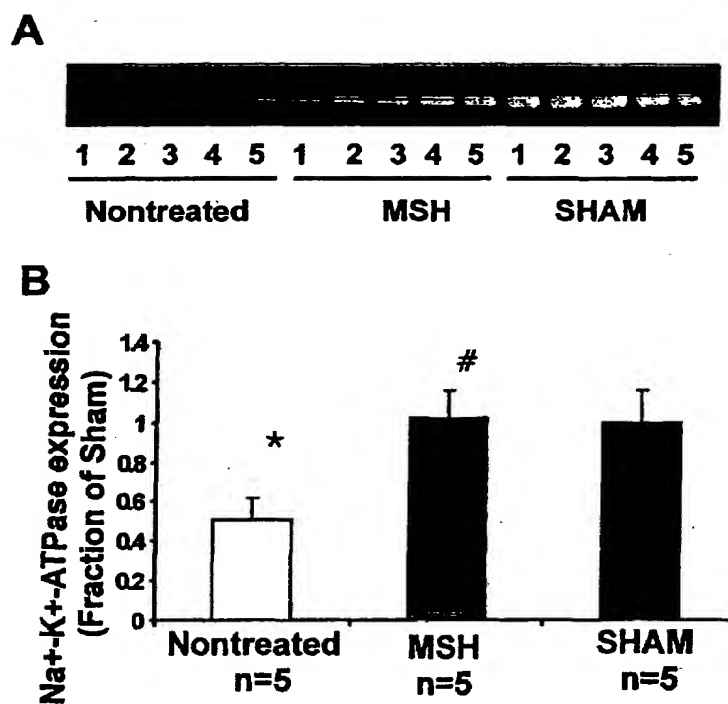 A
1 2 3 4 5 1 2 3 4 5 1 2 3 4 5
Nontreated MSH SHAM
B
Na+-K+-ATPase expression
(Fraction of Sham)
1.4
1.2
1
0.8
0.6
0.4
0.2
0
*
#
Nontreated MSH SHAM
n=5 n=5 n=5